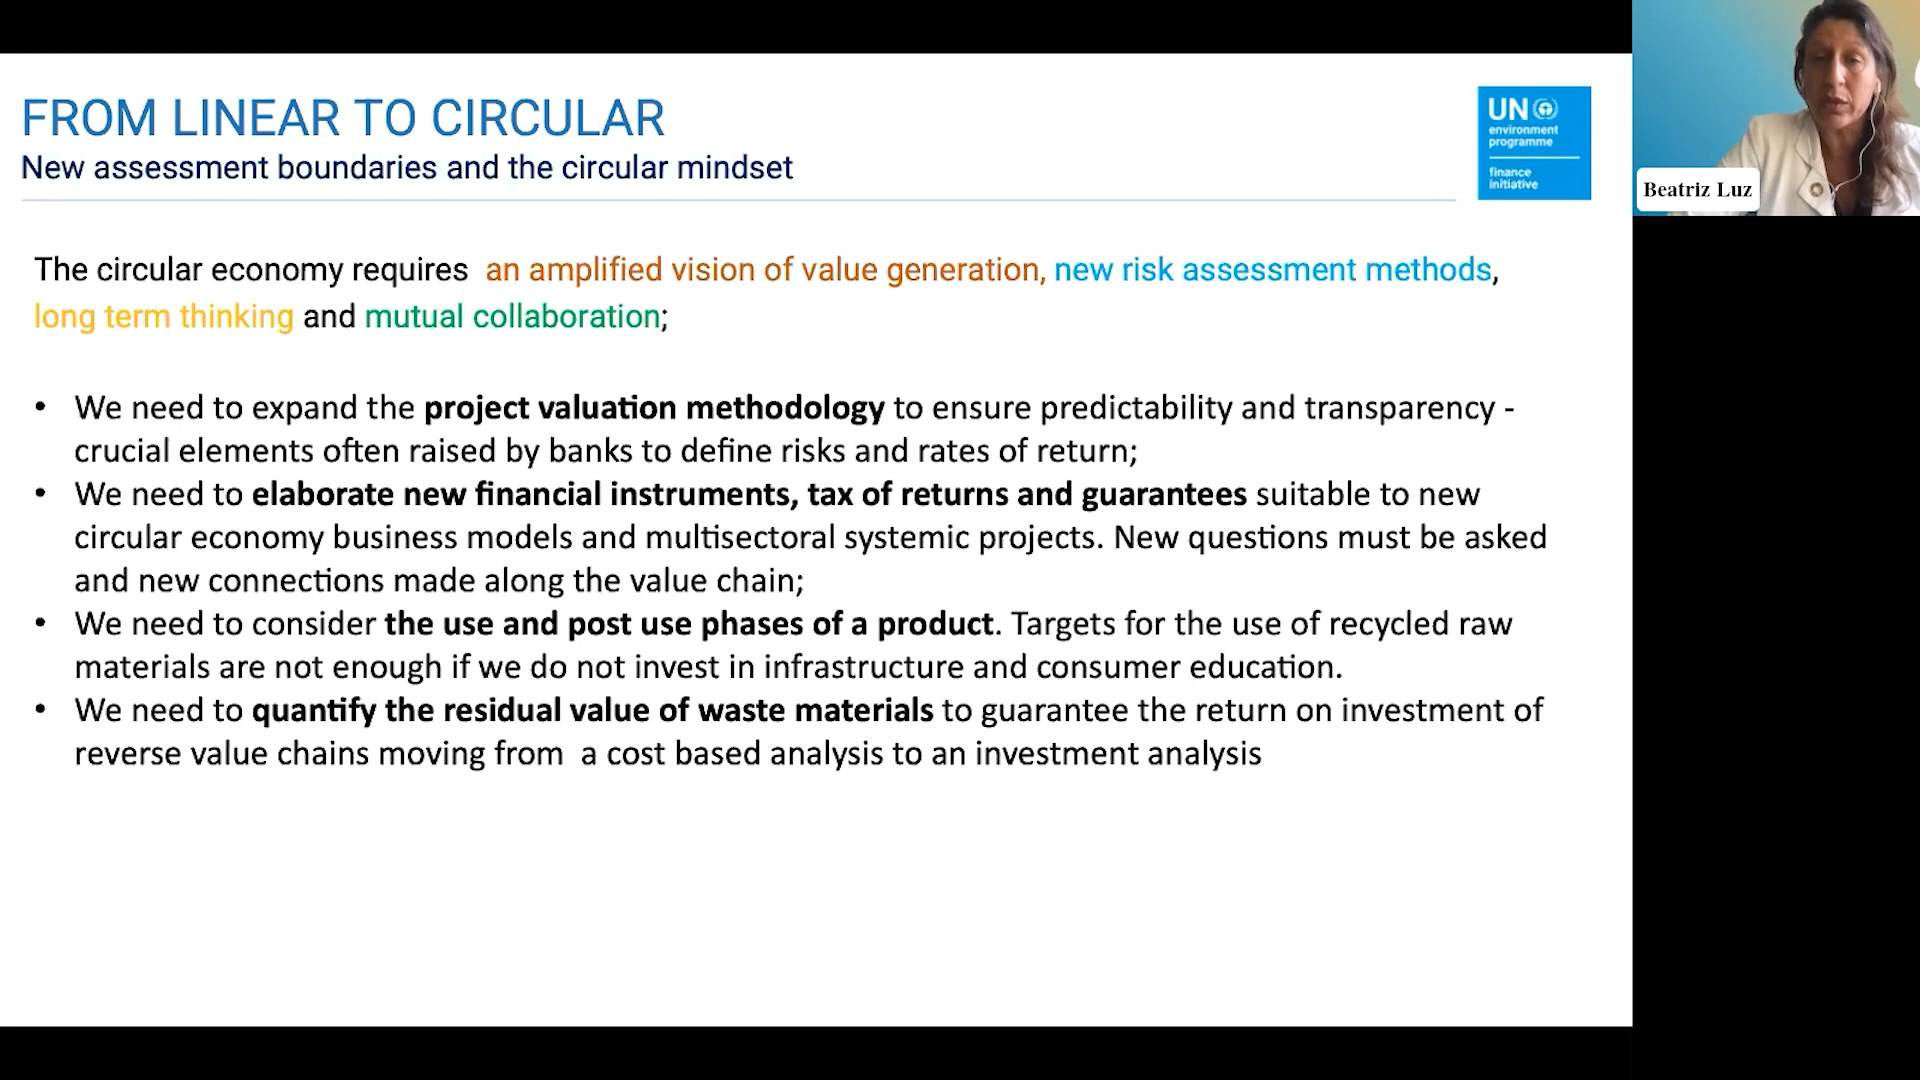 FROM LINEAR TO CIRCULAR
New assessment boundaries and the circular mindset
UN
environment
programme
finance
initiative
Beatriz Luz
The circular economy requires an amplified vision of value generation, new risk assessment methods,
long term thinking and mutual collaboration;
• We need to expand the project valuation methodology to ensure predictability and transparency -
crucial elements often raised by banks to define risks and rates of return;
• We need to elaborate new financial instruments, tax of returns and guarantees suitable to new
circular economy business models and multisectoral systemic projects. New questions must be asked
and new connections made along the value chain;
• We need to consider the use and post use phases of a product. Targets for the use of recycled raw
materials are not enough if we do not invest in infrastructure and consumer education.
• We need to quantify the residual value of waste materials to guarantee the return on investment of
reverse value chains moving from a cost based analysis to an investment analysis